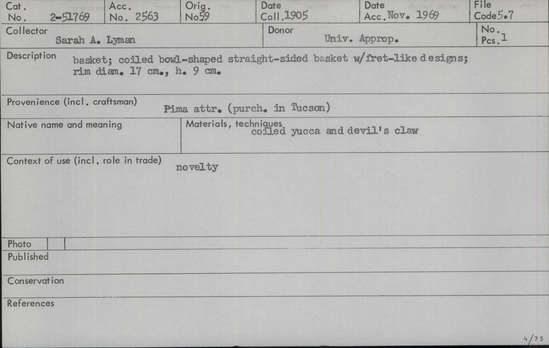 Cat. No. 2-51769 Acc. No. 2563 Orig. No 59 Date Coll. 1905 Date Acc. Nov. 1969 File Code 5.7
Collector Sarah A. Lyman Donor Univ. Approp. No. Pcs. 1
Description basket; coiled bowl-shaped straight-sided basket w/fret-like designs;
rim diam. 17 cm., h. 9 cm.
Provenience (incl. craftsman) Pima attr. (purch. in Tucson)
Native name and meaning Materials, techniques coiled yucca and devil's claw
Context of use (incl. role in trade) novelty
Photo
Published
Conservation
References
4/75